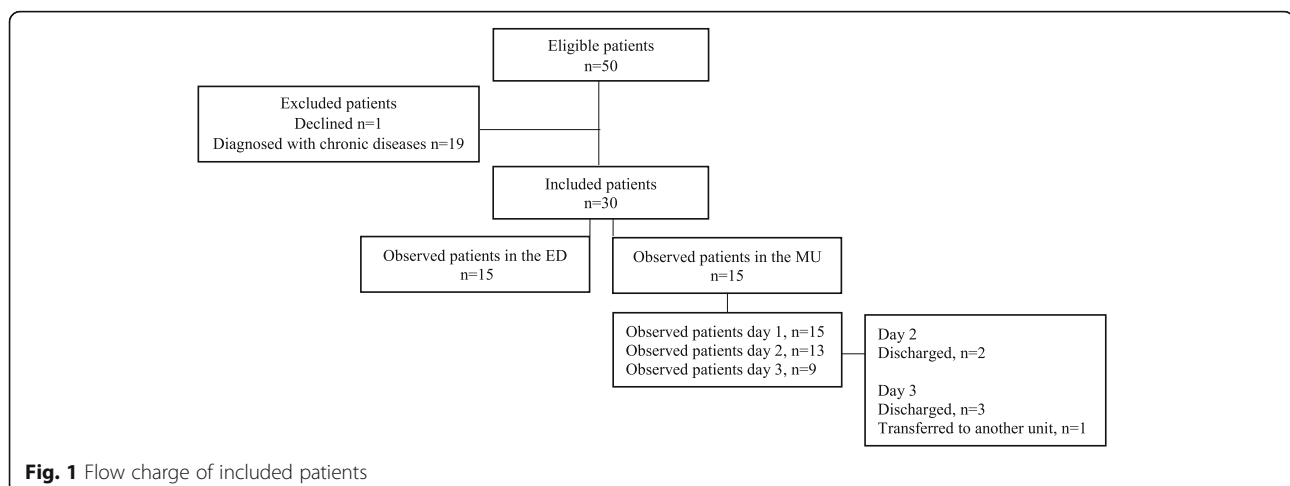 Eligible patients
n=50
Excluded patients
Declined n=1
Diagnosed with chronic diseases n=19
Included patients
n=30
Observed patients in the ED
n=15
Observed patients in the MU
n=15
Observed patients day 1, n=15
Observed patients day 2, n=13
Observed patients day 3, n=9
Day 2
Discharged, n=2
Day 3
Discharged, n=3
Transferred to another unit, n=1
Fig. 1 Flow charge of included patients